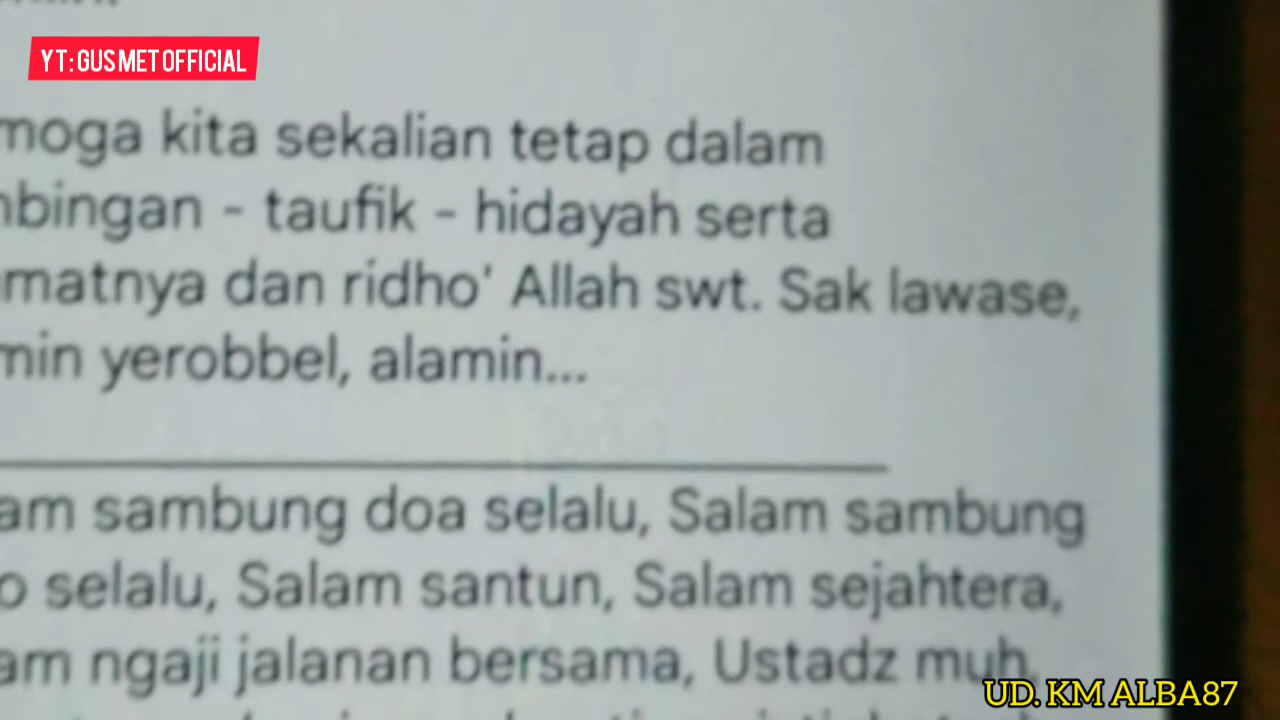 YT: GUS MET OFFICIAL
moga kita sekalian tetap dalam
mbingan - taufik - hidayah serta
matnya dan ridho' Allah swt. Sak lawase,
min yerobbel, alamin...
am sambung doa selalu, Salam sambung
o selalu, Salam santun, Salam sejahtera,
am ngaji jalanan bersama, Ustadz muh.
UD. KM ALBA87